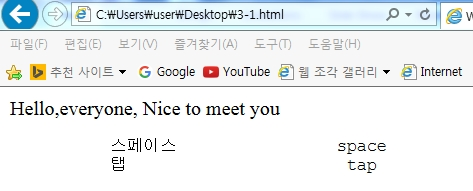 C:₩Users₩user₩Desktop₩3-1.html
파일(F) 편집(E) 보기(V) 즐겨찾기(A) 도구(T) 도움말(H)
추천 사이트 Google YouTube 웹 조각 갤러리 Internet
Hello,everyone, Nice to meet you
스페이스 space
탭 tap